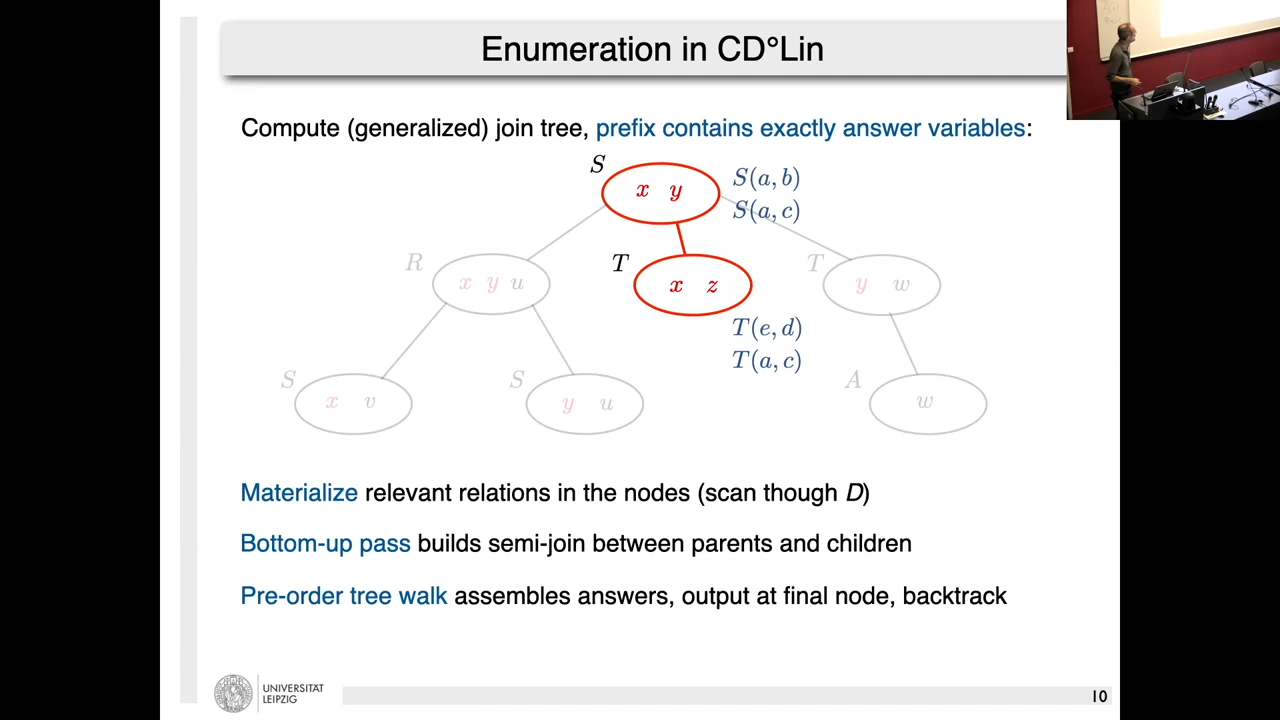 Enumeration in CD°Lin
Compute (generalized) join tree, prefix contains exactly answer variables:
S
x y
S(a, b)
S(a, c)
R
x y u
T
x z
T
y w
T(e, d)
T(a, c)
S
x v
S
y u
A
w
Materialize relevant relations in the nodes (scan though D)
Bottom-up pass builds semi-join between parents and children
Pre-order tree walk assembles answers, output at final node, backtrack
UNIVERSITÄT
LEIPZIG
10